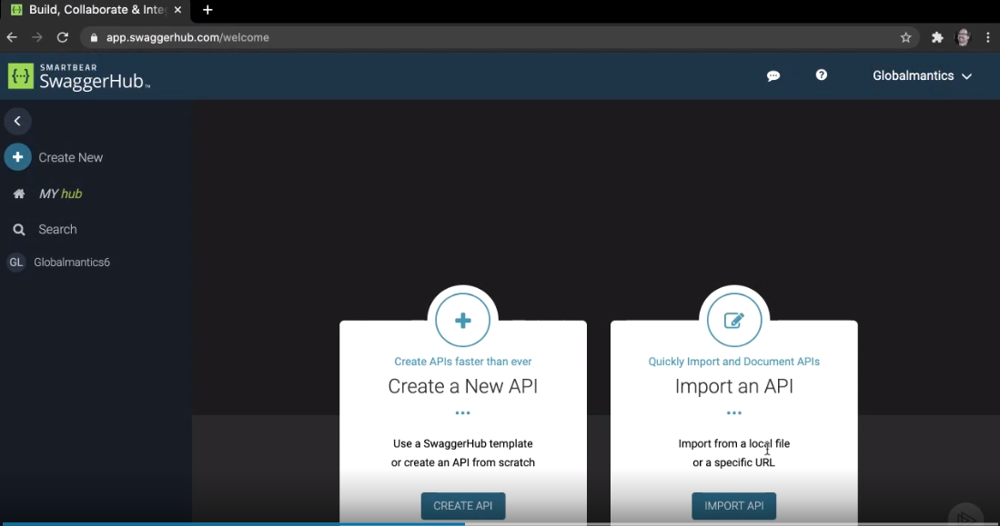 Build, Collaborate & Inte
app.swaggerhub.com/welcome
SMARTBEAR
SwaggerHub™
Globalmantics
Create New
MY hub
Search
GL Globalmantics6
Create APIs faster than ever
Create a New API
Use a SwaggerHub template
or create an API from scratch
CREATE API
Quickly Import and Document APIs
Import an API
Import from a local file
or a specific URL
IMPORT API